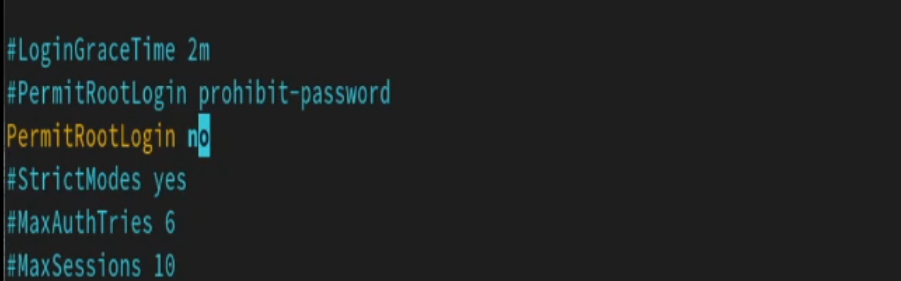 #LoginGraceTime 2m
#PermitRootLogin prohibit-password
PermitRootLogin no
#StrictModes yes
#MaxAuthTries 6
#MaxSessions 10